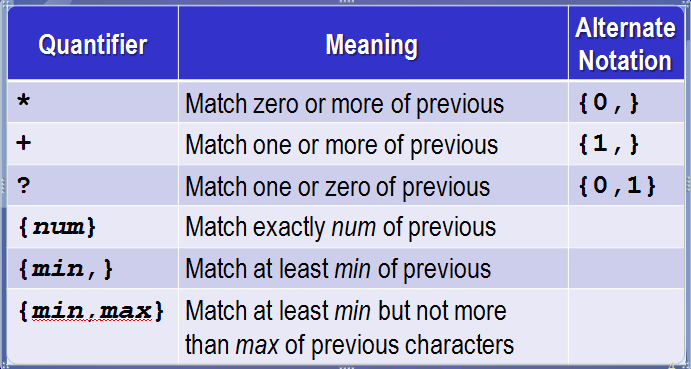 Quantifier Meaning Alternate Notation
* Match zero or more of previous {0,}
+ Match one or more of previous {1,}
? Match one or zero of previous {0,1}
{num} Match exactly num of previous
{min,} Match at least min of previous
{min,max} Match at least min but not more
than max of previous characters